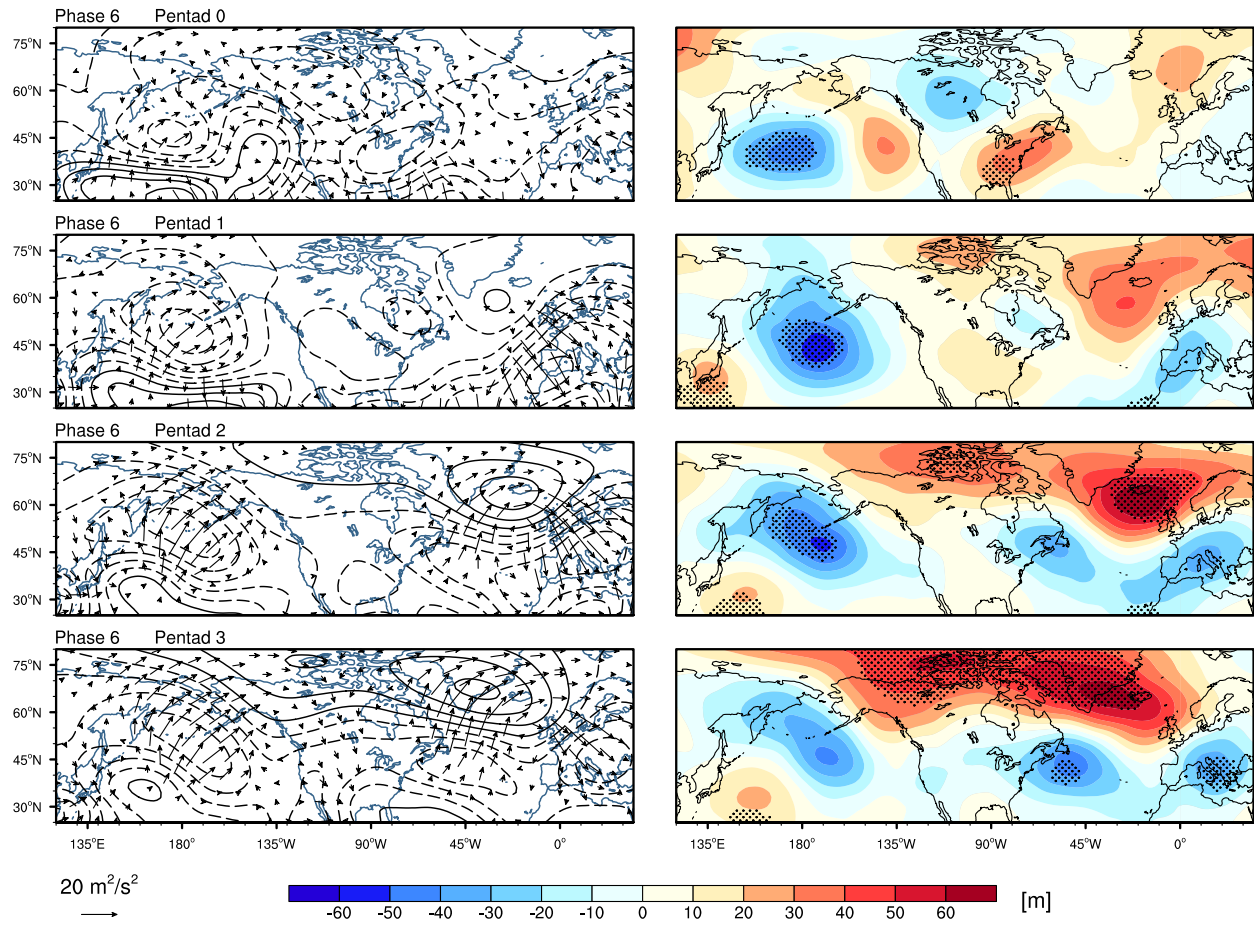 Phase 6 Pentad 0
75°N
60°N
45°N
30°N
Phase 6 Pentad 1
75°N
60°N
45°N
30°N
Phase 6 Pentad 2
75°N
60°N
45°N
30°N
Phase 6 Pentad 3
75°N
60°N
45°N
30°N
135°E 180° 135°W 90°W 45°W 0° 135°E 180° 135°W 90°W 45°W 0°
20 m²/s²
-60 -50 -40 -30 -20 -10 0 10 20 30 40 50 60 [m]